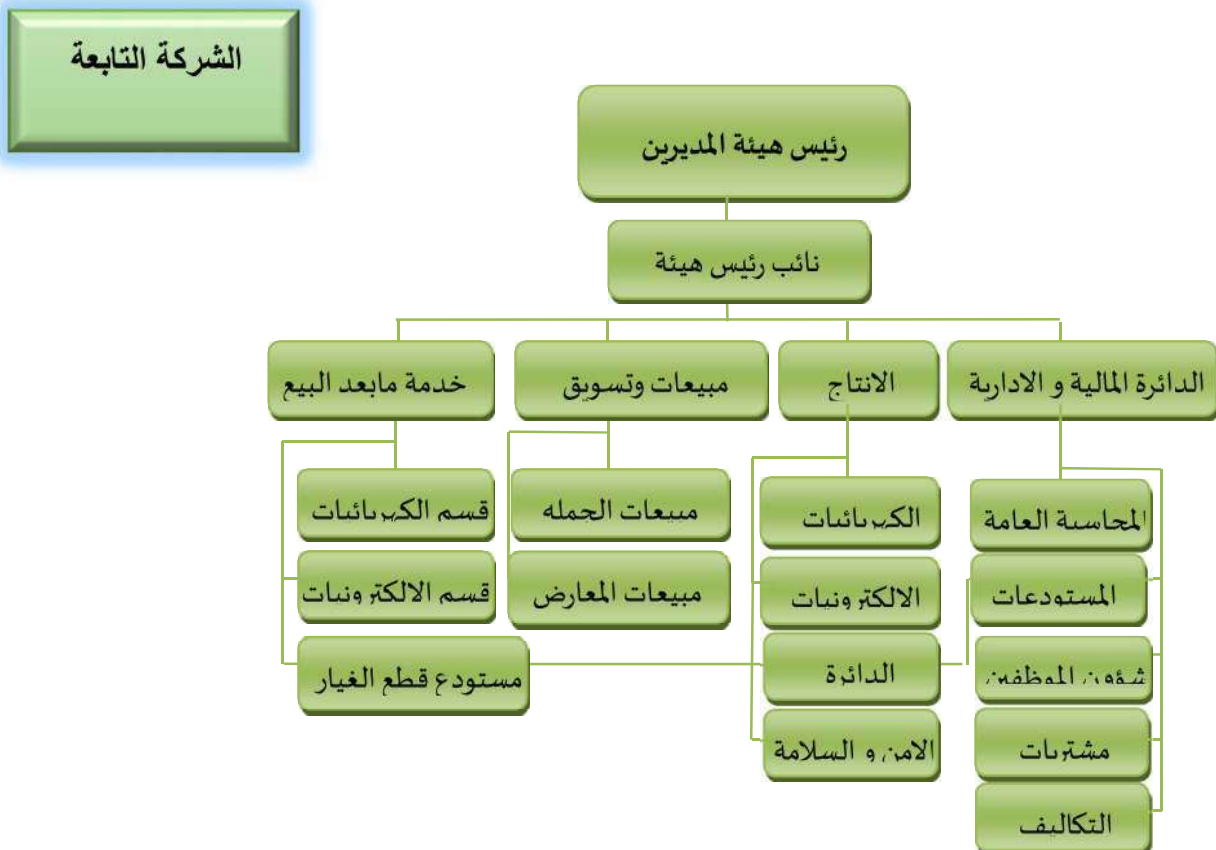 الشركة التابعة
رئيس هيئة المديرين
نائب رئيس هيئة
الدائرة المالية و الادارية
الانتاج
مبيعات وتسويق
خدمة مابعد البيع
المحاسبة العامة
المستودعات
شؤون الموظفين
مشتريات
التكاليف
الكهربائيات
الالكترونيات
الدائرة
الامن و السلامة
مبيعات الجمله
مبيعات المعارض
قسم الكهربائيات
قسم الالكترونيات
مستودع قطع الغيار